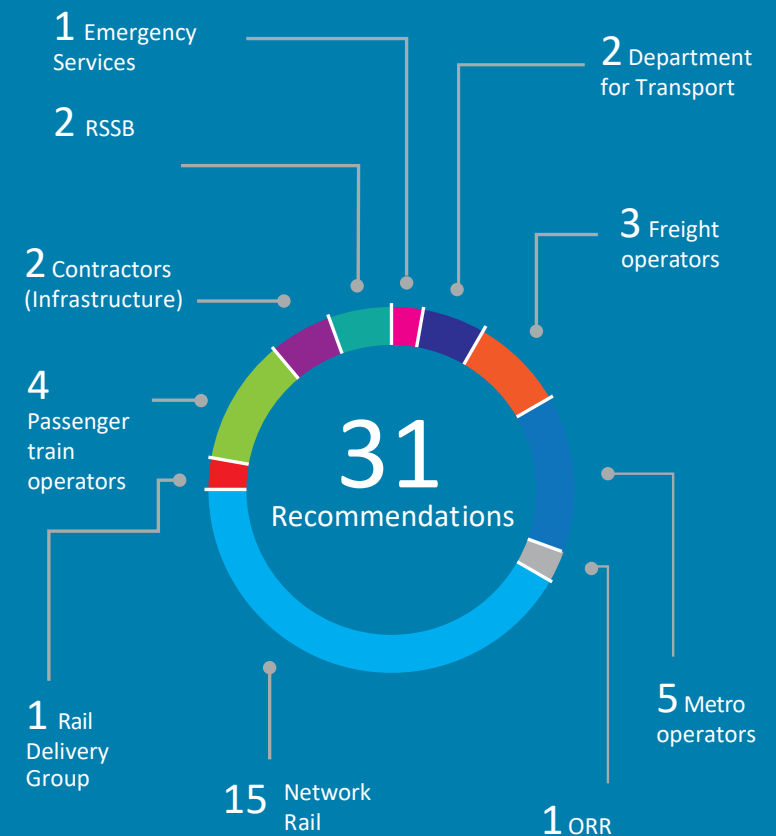 1 Emergency
Services
2 Department
for Transport
2 RSSB
3 Freight
operators
2 Contractors
(Infrastructure)
4
Passenger
train
operators
31
Recommendations
5 Metro
operators
1 Rail
Delivery
Group
15 Network
Rail
1 ORR